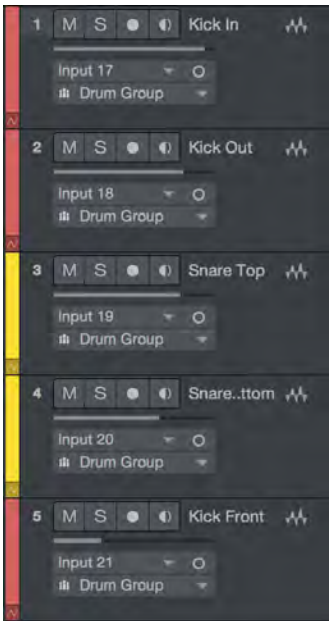 1 M S Kick In
Input 17
Drum Group
2 M S Kick Out
Input 18
Drum Group
3 M S Snare Top
Input 19
Drum Group
4 M S Snare..ttom
Input 20
Drum Group
5 M S Kick Front
Input 21
Drum Group